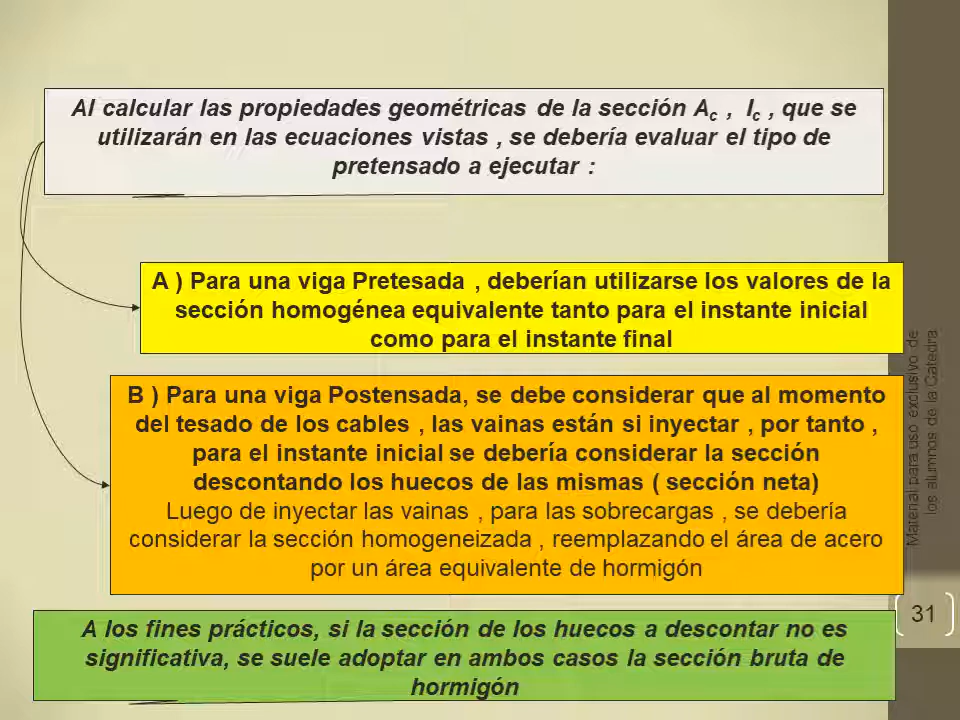 Al calcular las propiedades geométricas de la sección Ac , Ic , que se
utilizarán en las ecuaciones vistas , se debería evaluar el tipo de
pretensado a ejecutar :
A ) Para una viga Pretesada , deberían utilizarse los valores de la
sección homogénea equivalente tanto para el instante inicial
como para el instante final
B ) Para una viga Postensada, se debe considerar que al momento
del tesado de los cables , las vainas están si inyectar , por tanto ,
para el instante inicial se debería considerar la sección
descontando los huecos de las mismas ( sección neta)
Luego de inyectar las vainas , para las sobrecargas , se debería
considerar la sección homogeneizada , reemplazando el área de acero
por un área equivalente de hormigón
A los fines prácticos, si la sección de los huecos a descontar no es
significativa, se suele adoptar en ambos casos la sección bruta de
hormigón
Material para uso exclusivo de
los alumnos de la Catedra
31